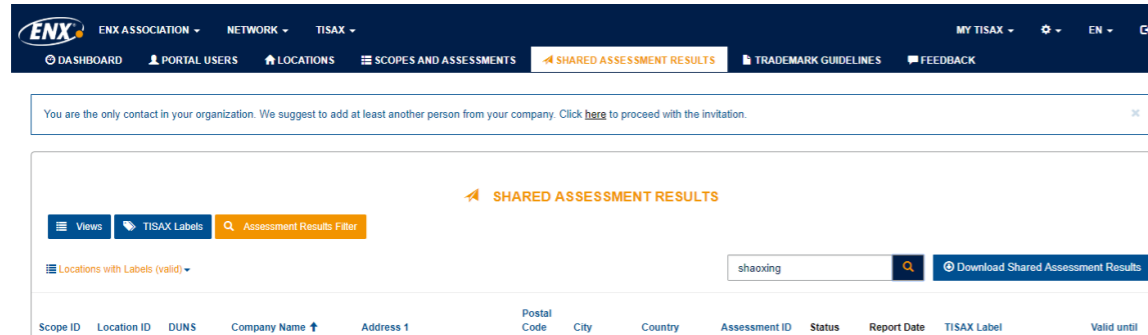 ENX ENX ASSOCIATION NETWORK TISAX MY TISAX EN
DASHBOARD PORTAL USERS LOCATIONS SCOPES AND ASSESSMENTS SHARED ASSESSMENT RESULTS TRADEMARK GUIDELINES FEEDBACK
You are the only contact in your organization. We suggest to add at least another person from your company. Click here to proceed with the invitation.
SHARED ASSESSMENT RESULTS
Views TISAX Labels Assessment Results Filter
Locations with Labels (valid) shaoxing Download Shared Assessment Results
Scope ID Location ID DUNS Company Name Address 1 Postal Code City Country Assessment ID Status Report Date TISAX Label Valid until